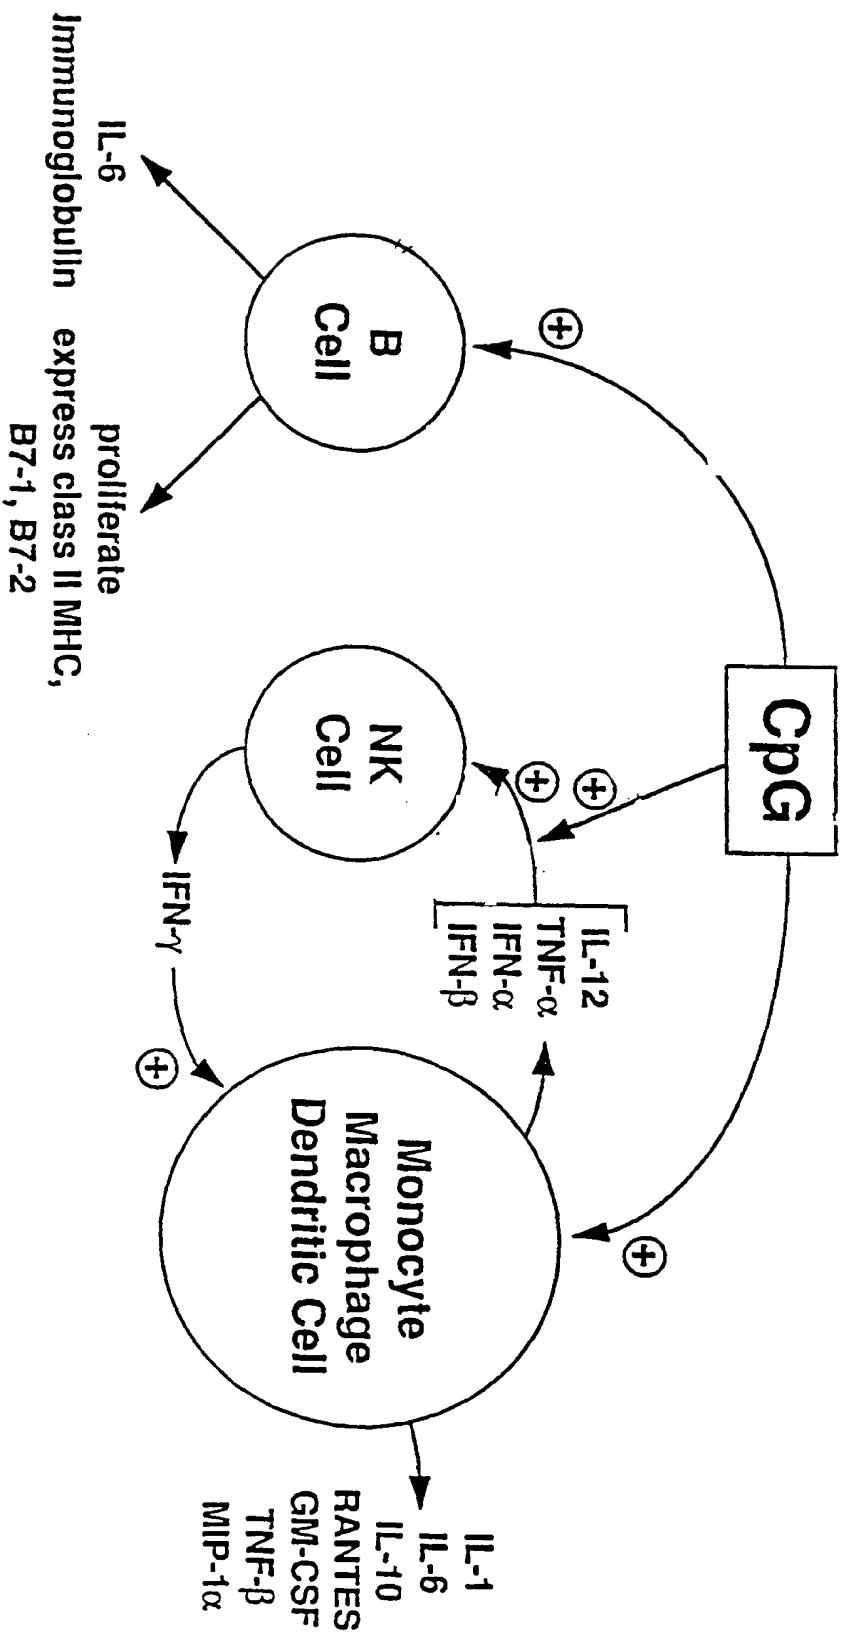 CpG
⊕
⊕
⊕
⊕
B
Cell
NK
Cell
IL-12
TNF-α
IFN-α
IFN-β
Monocyte
Macrophage
Dendritic Cell
IFN-γ
⊕
IL-6
Immunoglobulin
proliferate
express class II MHC,
B7-1, B7-2
IL-1
IL-6
IL-10
RANTES
GM-CSF
TNF-β
MIP-1α